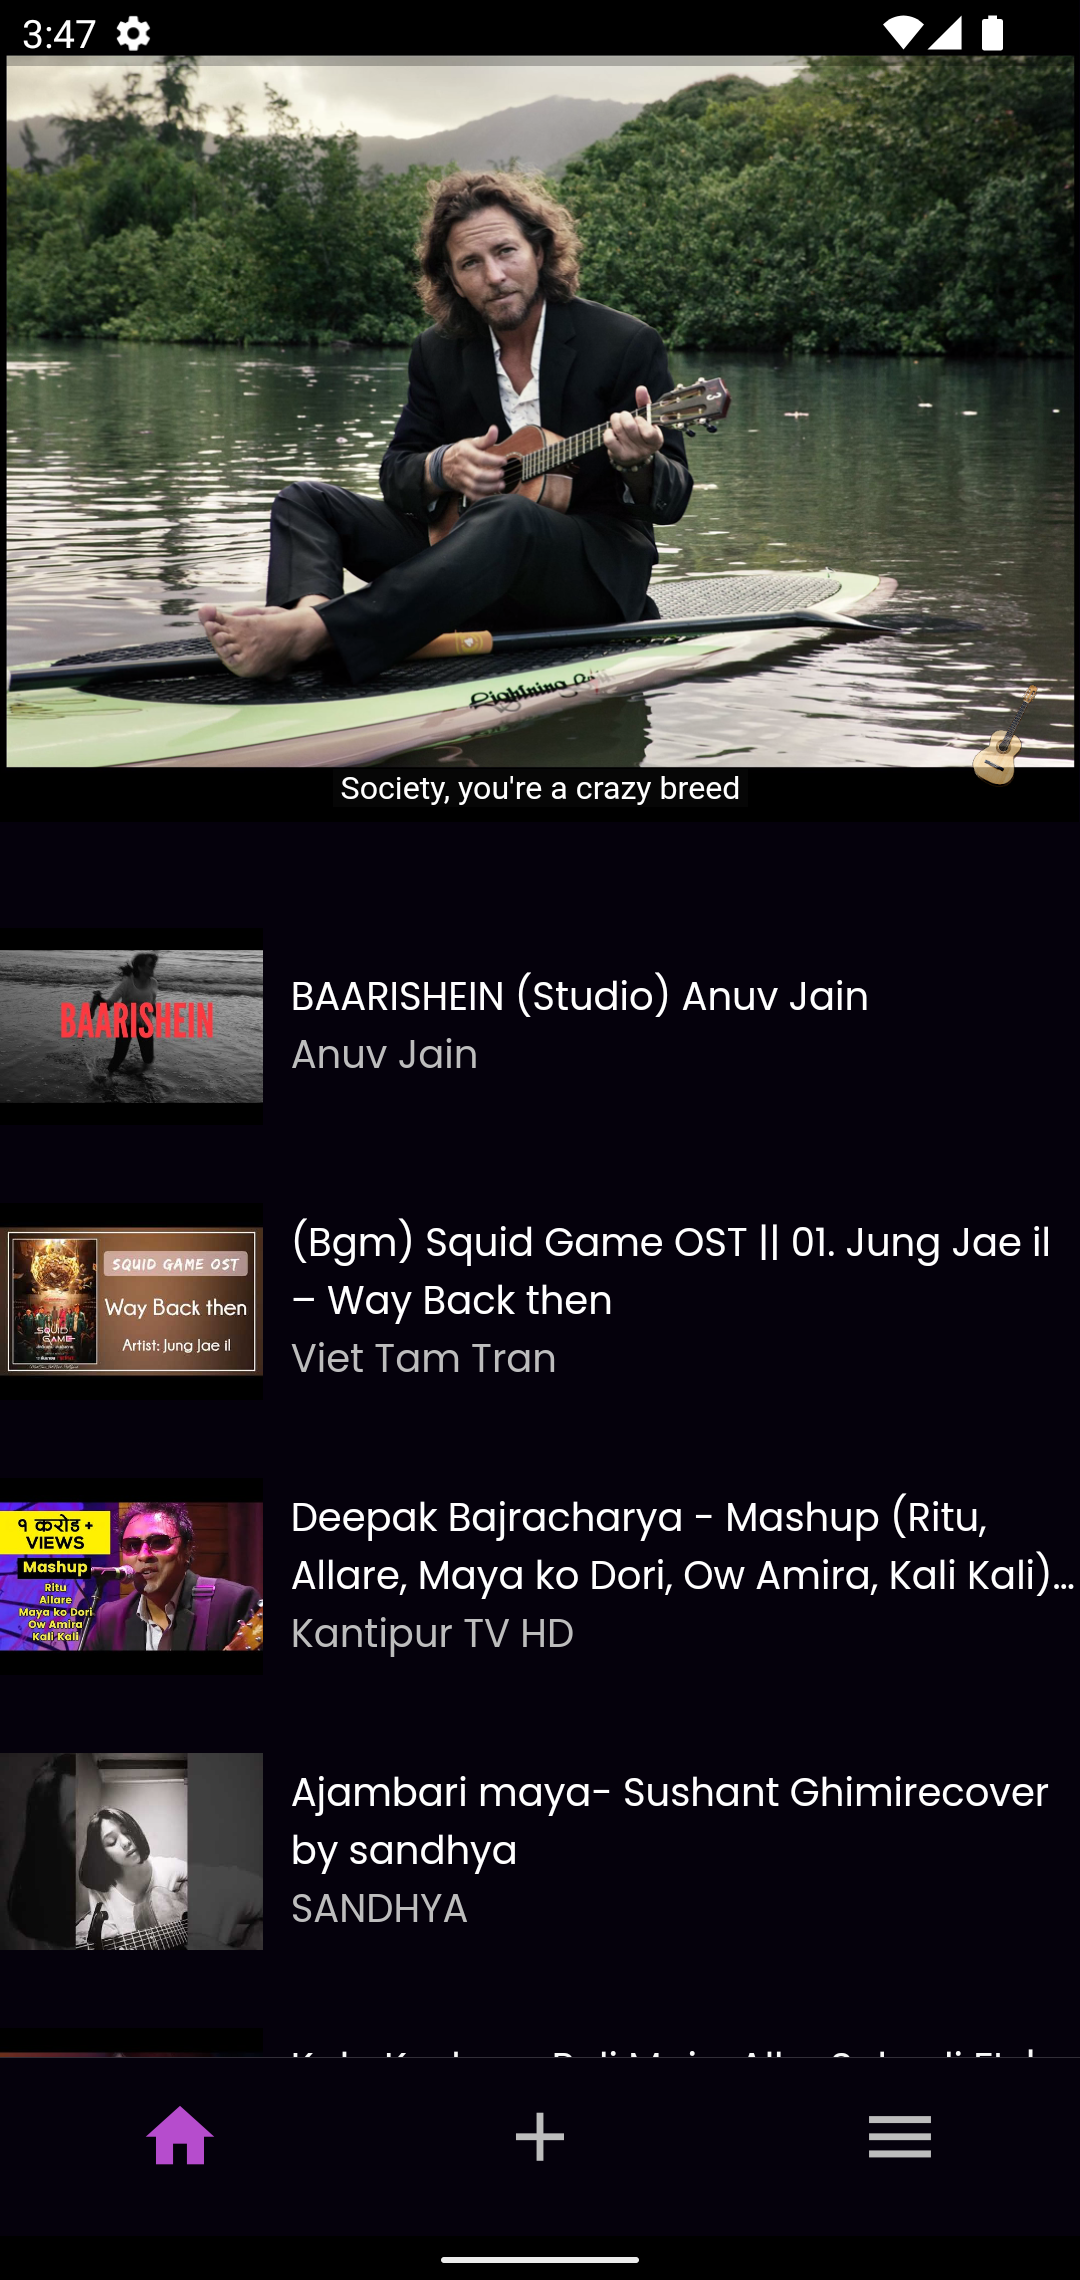 3:47
Lightning
Society, you're a crazy breed
BAARISHEIN
BAARISHEIN (Studio) Anuv Jain
Anuv Jain
SQUID GAME OST
Way Back then
Artist: Jung Jae il
SQUID
GAME
(Bgm) Squid Game OST || 01. Jung Jae il
– Way Back then
Viet Tam Tran
१ करोड +
VIEWS
Mashup
Ritu
Allare
Maya ko Dori
Ow Amira
Kali Kali
Deepak Bajracharya - Mashup (Ritu,
Allare, Maya ko Dori, Ow Amira, Kali Kali)...
Kantipur TV HD
Ajambari maya- Sushant Ghimirecover
by sandhya
SANDHYA